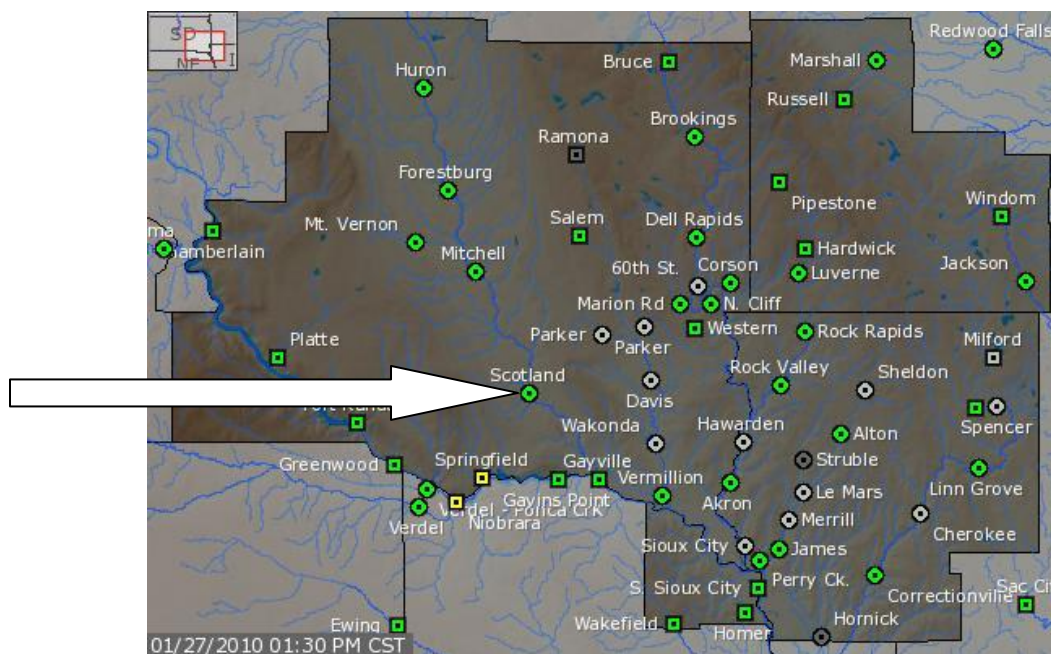 SD
NE
I
Redwood Falls
Huron
Bruce
Marshall
Russell
Brookings
Ramona
Forestburg
Pipestone
Windom
Mt. Vernon
Salem
Dell Rapids
Hardwick
Mitchell
60th St.
Corson
Luverne
Jackson
Marion Rd
N. Cliff
Western
Parker
Parker
Rock Rapids
Milford
Platte
Scotland
Davis
Rock Valley
Sheldon
Wakonda
Hawarden
Alton
Spencer
Greenwood
Springfield
Gayville
Vermillion
Struble
Gavins Point
Akron
Le Mars
Linn Grove
Verdel
Niobrara
Merrill
Cherokee
Sioux City
James
Perry Ck.
S. Sioux City
Correctionville
Ewing
Wakefield
Homer
Hornick
01/27/2010 01:30 PM CST